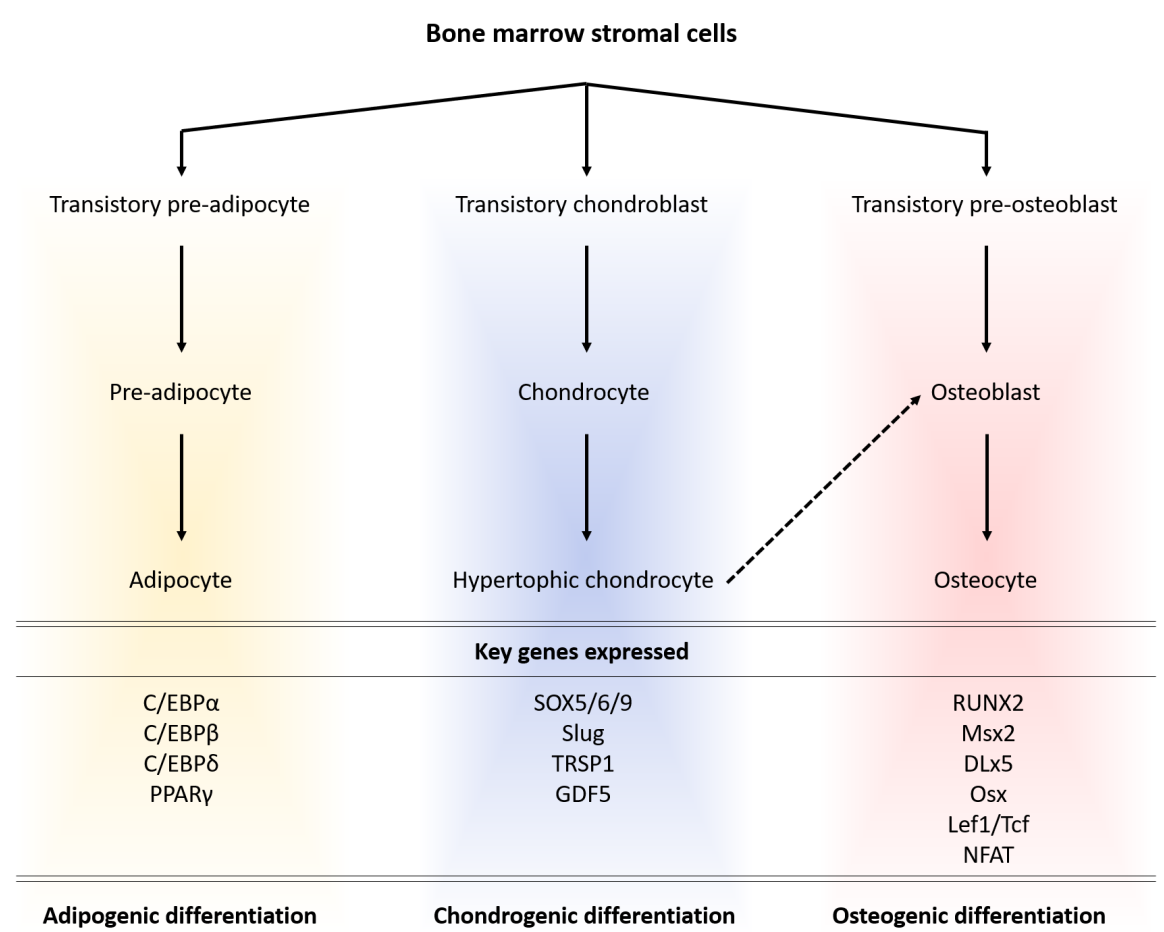 Bone marrow stromal cells
Transistory pre-adipocyte
Transistory chondroblast
Transistory pre-osteoblast
Pre-adipocyte
Chondrocyte
Osteoblast
Adipocyte
Hypertophic chondrocyte
Osteocyte
Key genes expressed
C/EBPα
C/EBPβ
C/EBPδ
PPARγ
SOX5/6/9
Slug
TRSP1
GDF5
RUNX2
Msx2
DLx5
Osx
Lef1/Tcf
NFAT
Adipogenic differentiation
Chondrogenic differentiation
Osteogenic differentiation